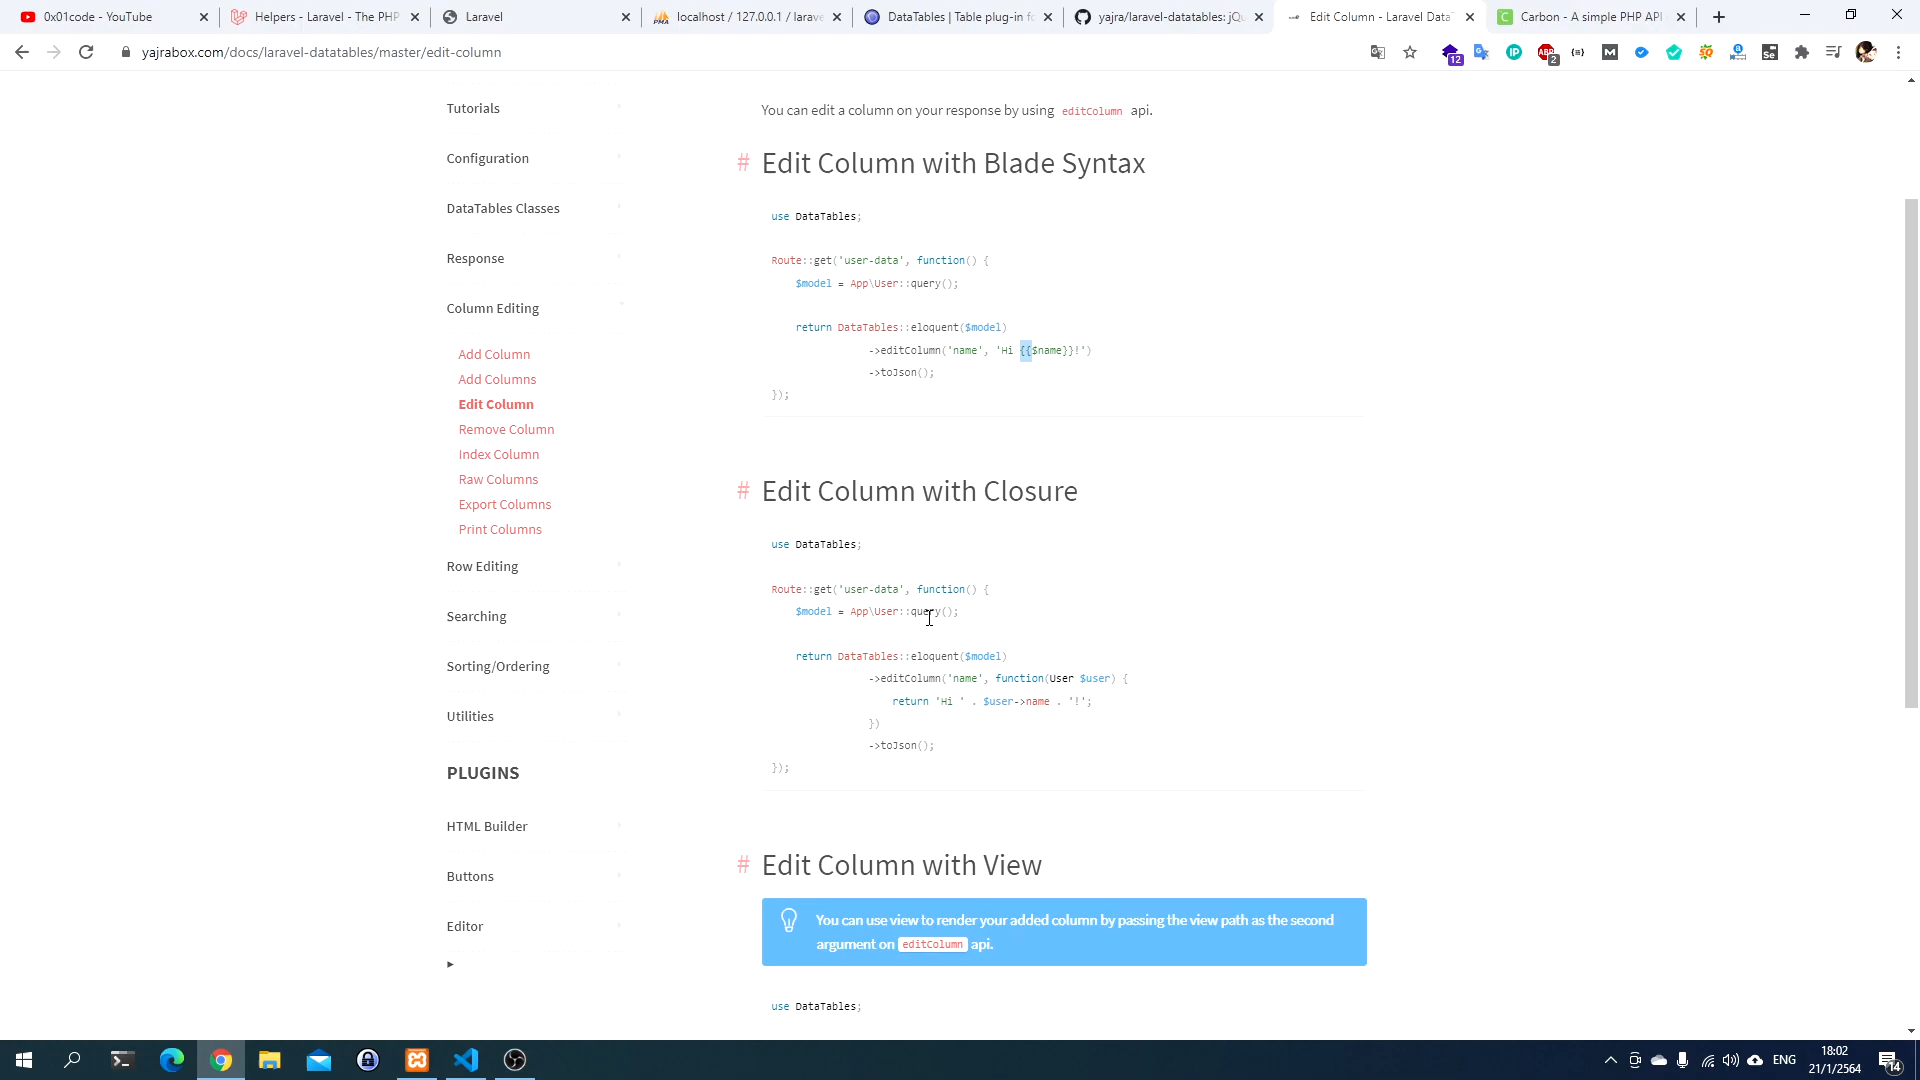 0x01code - YouTube
Helpers - Laravel - The PHP
Laravel
localhost / 127.0.0.1 / larave
DataTables | Table plug-in fo
yajra/laravel-datatables: jQu
Edit Column - Laravel DataT
Carbon - A simple PHP API
yajrabox.com/docs/laravel-datatables/master/edit-column
12
2
Tutorials
Configuration
DataTables Classes
Response
Column Editing
Add Column
Add Columns
Edit Column
Remove Column
Index Column
Raw Columns
Export Columns
Print Columns
Row Editing
Searching
Sorting/Ordering
Utilities
PLUGINS
HTML Builder
Buttons
Editor
You can edit a column on your response by using editColumn api.
# Edit Column with Blade Syntax
use DataTables;
Route::get('user-data', function() {
$model = App\User::query();
return DataTables::eloquent($model)
->editColumn('name', 'Hi {{$name}}!')
->toJson();
});
# Edit Column with Closure
use DataTables;
Route::get('user-data', function() {
$model = App\User::query();
return DataTables::eloquent($model)
->editColumn('name', function(User $user) {
return 'Hi ' . $user->name . '!';
})
->toJson();
});
# Edit Column with View
You can use view to render your added column by passing the view path as the second
argument on editColumn api.
use DataTables;
ENG
18:02
21/1/2564
14